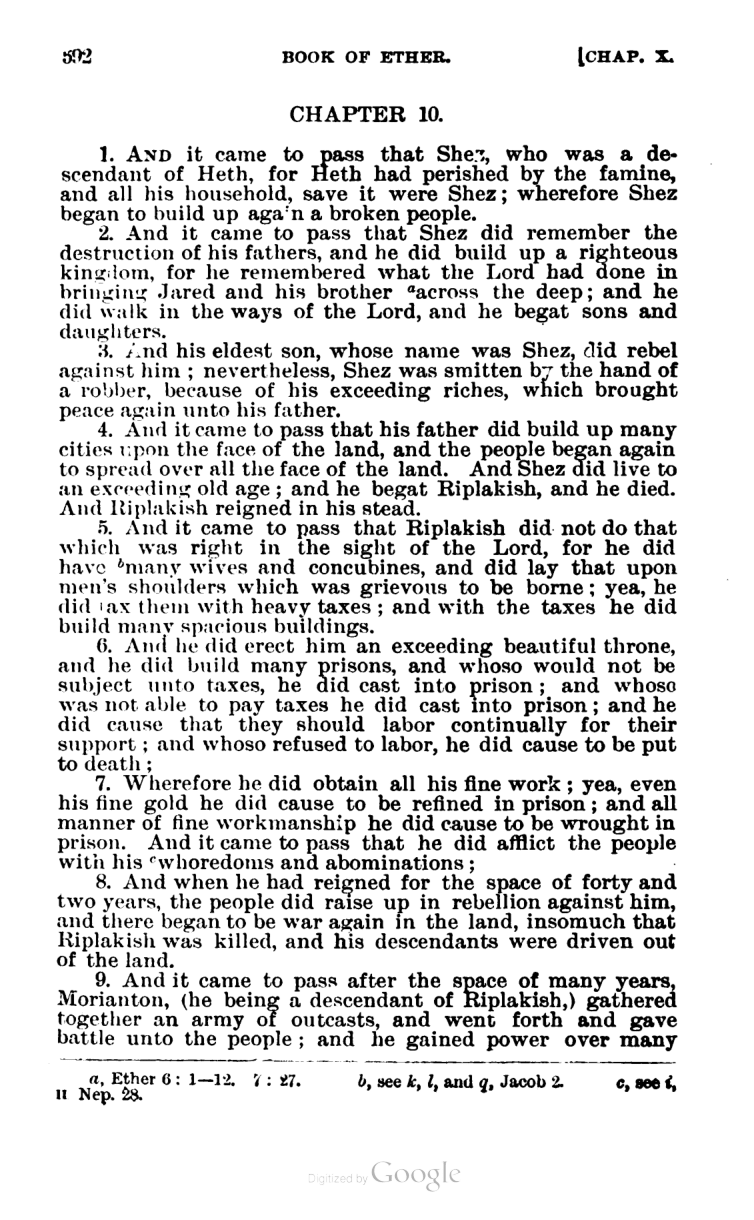 592 BOOK OF ETHER. [CHAP. X.
CHAPTER 10.
1. AND it came to pass that Shez, who was a de-
scendant of Heth, for Heth had perished by the famine,
and all his household, save it were Shez; wherefore Shez
began to build up again a broken people.
2. And it came to pass that Shez did remember the
destruction of his fathers, and he did build up a righteous
kingdom, for he remembered what the Lord had done in
bringing Jared and his brother ᵃacross the deep; and he
did walk in the ways of the Lord, and he begat sons and
daughters.
3. And his eldest son, whose name was Shez, did rebel
against him; nevertheless, Shez was smitten by the hand of
a robber, because of his exceeding riches, which brought
peace again unto his father.
4. And it came to pass that his father did build up many
cities upon the face of the land, and the people began again
to spread over all the face of the land. And Shez did live to
an exceeding old age; and he begat Riplakish, and he died.
And Riplakish reigned in his stead.
5. And it came to pass that Riplakish did not do that
which was right in the sight of the Lord, for he did
have ᵇmany wives and concubines, and did lay that upon
men's shoulders which was grievous to be borne; yea, he
did tax them with heavy taxes; and with the taxes he did
build many spacious buildings.
6. And he did erect him an exceeding beautiful throne,
and he did build many prisons, and whoso would not be
subject unto taxes, he did cast into prison; and whoso
was not able to pay taxes he did cast into prison; and he
did cause that they should labor continually for their
support; and whoso refused to labor, he did cause to be put
to death;
7. Wherefore he did obtain all his fine work; yea, even
his fine gold he did cause to be refined in prison; and all
manner of fine workmanship he did cause to be wrought in
prison. And it came to pass that he did afflict the people
with his ᶜwhoredoms and abominations;
8. And when he had reigned for the space of forty and
two years, the people did raise up in rebellion against him,
and there began to be war again in the land, insomuch that
Riplakish was killed, and his descendants were driven out
of the land.
9. And it came to pass after the space of many years,
Morianton, (he being a descendant of Riplakish,) gathered
together an army of outcasts, and went forth and gave
battle unto the people; and he gained power over many
a, Ether 6: 1—12. 7: 27. b, see k, l, and q, Jacob 2. c, see i,
II Nep. 28.
Digitized by Google